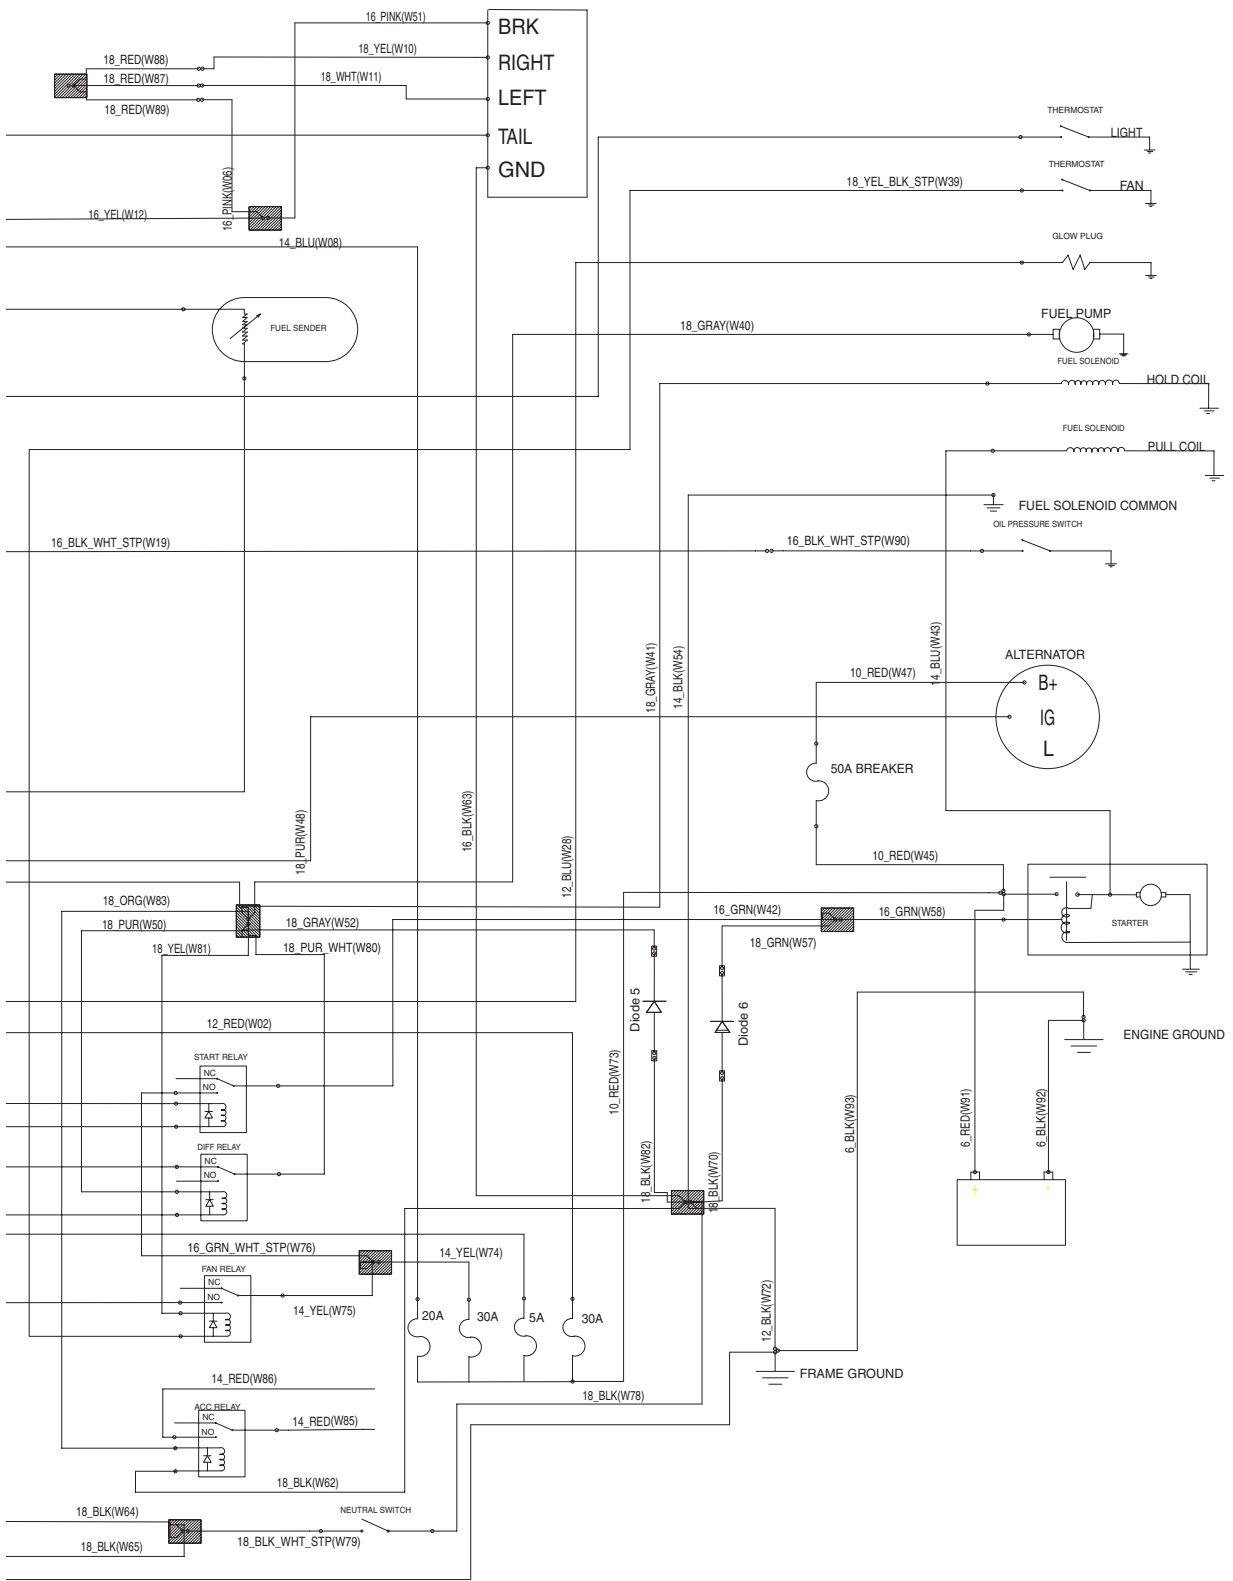 16_PINK(W51)
BRK
18_YEL(W10)
RIGHT
18_RED(W88)
18_RED(W87)
18_WHT(W11)
LEFT
18_RED(W89)
TAIL
GND
THERMOSTAT
LIGHT
THERMOSTAT
18_YEL_BLK_STP(W39)
FAN
16_PINK(W06)
16_YEL(W12)
14_BLU(W08)
GLOW PLUG
FUEL SENDER
FUEL PUMP
18_GRAY(W40)
FUEL SOLENOID
HOLD COIL
FUEL SOLENOID
PULL COIL
FUEL SOLENOID COMMON
OIL PRESSURE SWITCH
16_BLK_WHT_STP(W19)
16_BLK_WHT_STP(W90)
18_GRAY(W41)
14_BLK(W54)
14_BLU(W43)
ALTERNATOR
10_RED(W47)
B+
IG
L
50A BREAKER
18_PUR(W48)
16_BLK(W63)
12_BLU(W28)
10_RED(W45)
18_ORG(W83)
18_PUR(W50)
18_GRAY(W52)
16_GRN(W42)
16_GRN(W58)
STARTER
18_YEL(W81)
18_PUR_WHT(W80)
18_GRN(W57)
Diode 5
Diode 6
12_RED(W02)
ENGINE GROUND
START RELAY
NC
NO
10_RED(W73)
6_BLK(W93)
6_RED(W91)
6_BLK(W92)
DIFF RELAY
NC
NO
18_BLK(W82)
18_BLK(W70)
+
-
16_GRN_WHT_STP(W76)
14_YEL(W74)
FAN RELAY
NC
NO
14_YEL(W75)
20A
30A
5A
30A
12_BLK(W72)
FRAME GROUND
14_RED(W86)
18_BLK(W78)
ACC RELAY
NC
NO
14_RED(W85)
18_BLK(W62)
18_BLK(W64)
NEUTRAL SWITCH
18_BLK(W65)
18_BLK_WHT_STP(W79)